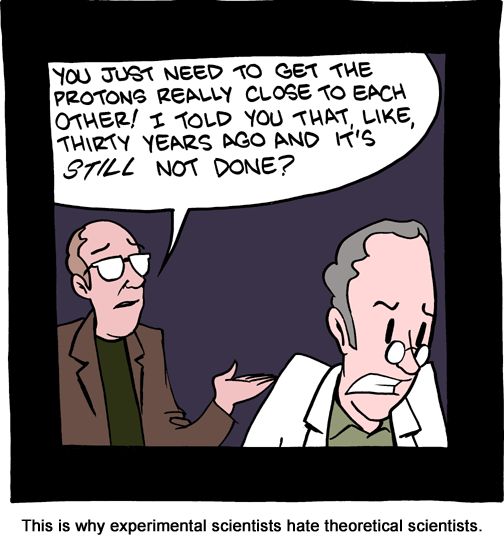 YOU JUST NEED TO GET THE
PROTONS REALLY CLOSE TO EACH
OTHER! I TOLD YOU THAT, LIKE,
THIRTY YEARS AGO AND IT'S
STILL NOT DONE?
This is why experimental scientists hate theoretical scientists.